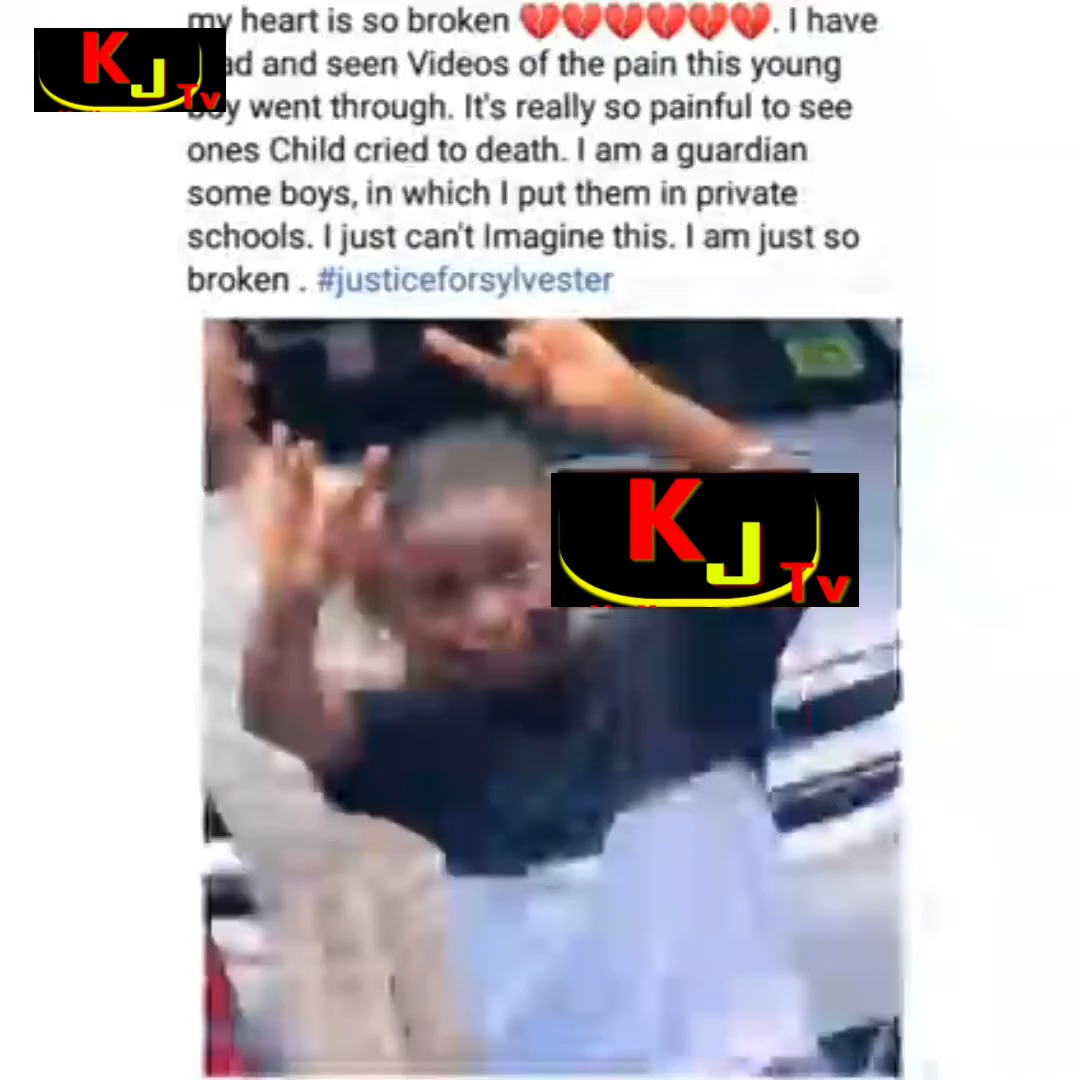 my heart is so broken 💔💔💔💔💔💔. I have
and seen Videos of the pain this young
went through. It's really so painful to see
ones Child cried to death. I am a guardian
some boys, in which I put them in private
schools. I just can't Imagine this. I am just so
broken . #justiceforsylvester
KJ Tv
KJ Tv